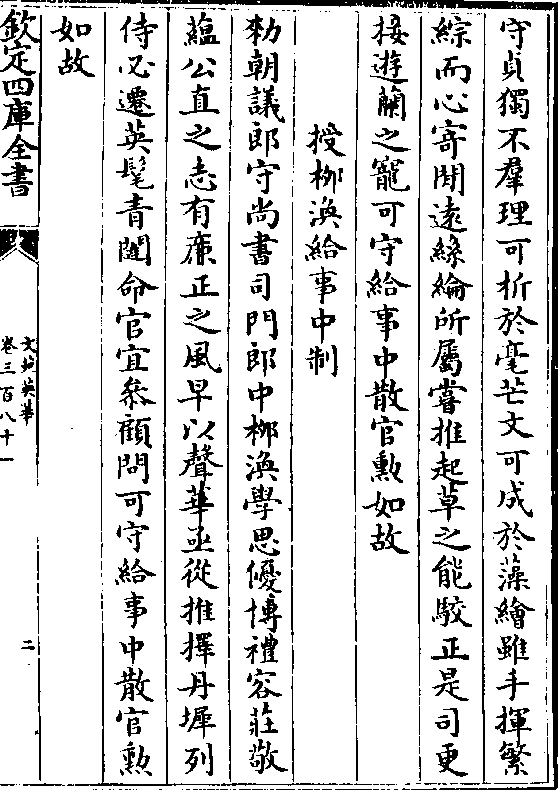 守貞獨不羣理可折於毫芒文可成於藻繪雖手揮繁
綜而心寄閒遠絲綸所屬嘗推起草之能駮正是司更
接遊蘭之寵可守給事中散官勲如故
授柳渙給事中制
勑朝議郎守尚書司門郎中柳渙學思優博禮容莊敬
蘊公直之志有亷正之風早以聲華亟從推擇丹墀列
侍必遷英髦青闥命官宜叅顧問可守給事中散官勲
如故
欽定四庫全書
文苑英華
卷三百八十一
二